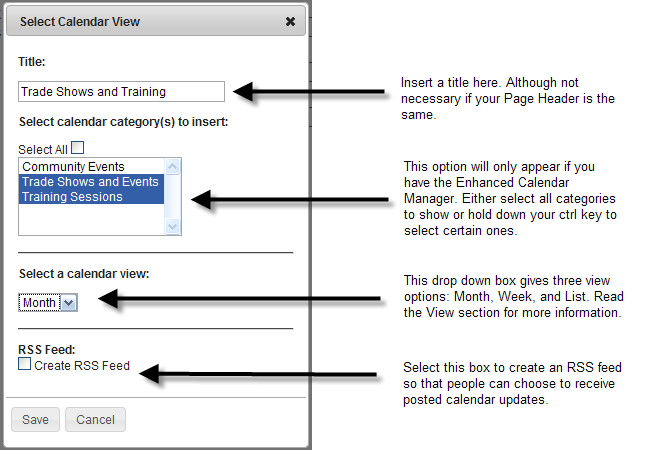 Select Calendar View
Title:
Trade Shows and Training
Insert a title here. Although not
necessary if your Page Header is the
same.
Select calendar category(s) to insert:
Select All
Community Events
Trade Shows and Events
Training Sessions
This option will only appear if you
have the Enhanced Calendar
Manager. Either select all categories
to show or hold down your ctrl key to
select certain ones.
Select a calendar view:
Month
This drop down box gives three view
options: Month, Week, and List. Read
the View section for more information.
RSS Feed:
Create RSS Feed
Select this box to create an RSS feed
so that people can choose to receive
posted calendar updates.
Save
Cancel